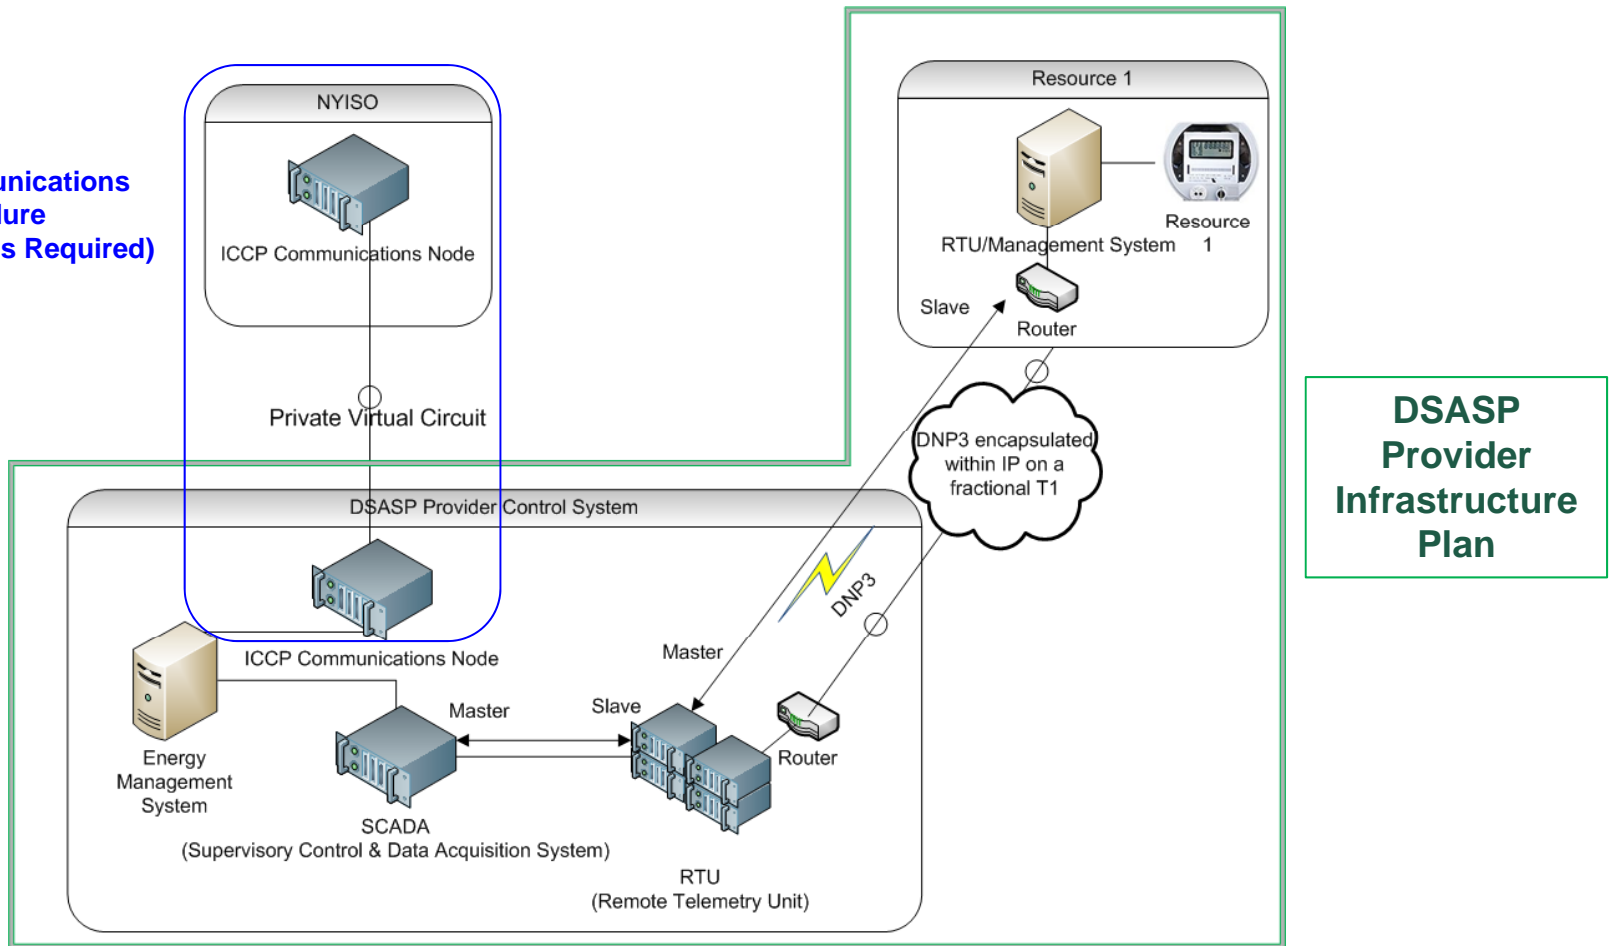 NYISO
ICCP Communications Node
Private Virtual Circuit
s Required)
Resource 1
Resource
1
RTU/Management System
Slave
Router
DNP3 encapsulated
within IP on a
fractional T1
DSASP
Provider
Infrastructure
Plan
DSASP Provider Control System
ICCP Communications Node
DNP3
Master
Master
Slave
Router
Energy
Management
System
SCADA
(Supervisory Control & Data Acquisition System)
RTU
(Remote Telemetry Unit)